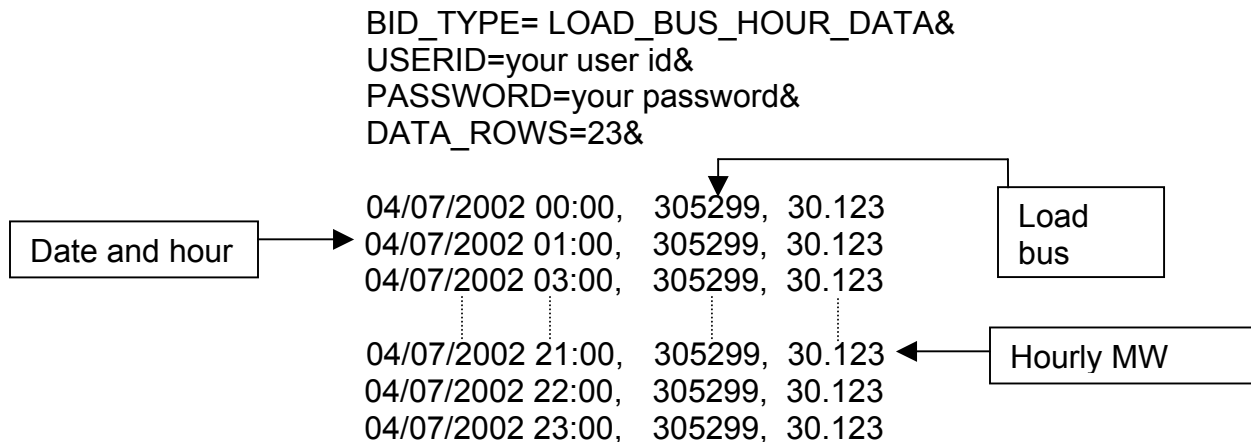 BID_TYPE= LOAD_BUS_HOUR_DATA&
USERID=your user id&
PASSWORD=your password&
DATA_ROWS=23&
04/07/2002 00:00, 305299, 30.123
04/07/2002 01:00, 305299, 30.123
04/07/2002 03:00, 305299, 30.123
04/07/2002 21:00, 305299, 30.123
04/07/2002 22:00, 305299, 30.123
04/07/2002 23:00, 305299, 30.123
Date and hour
Load
bus
Hourly MW